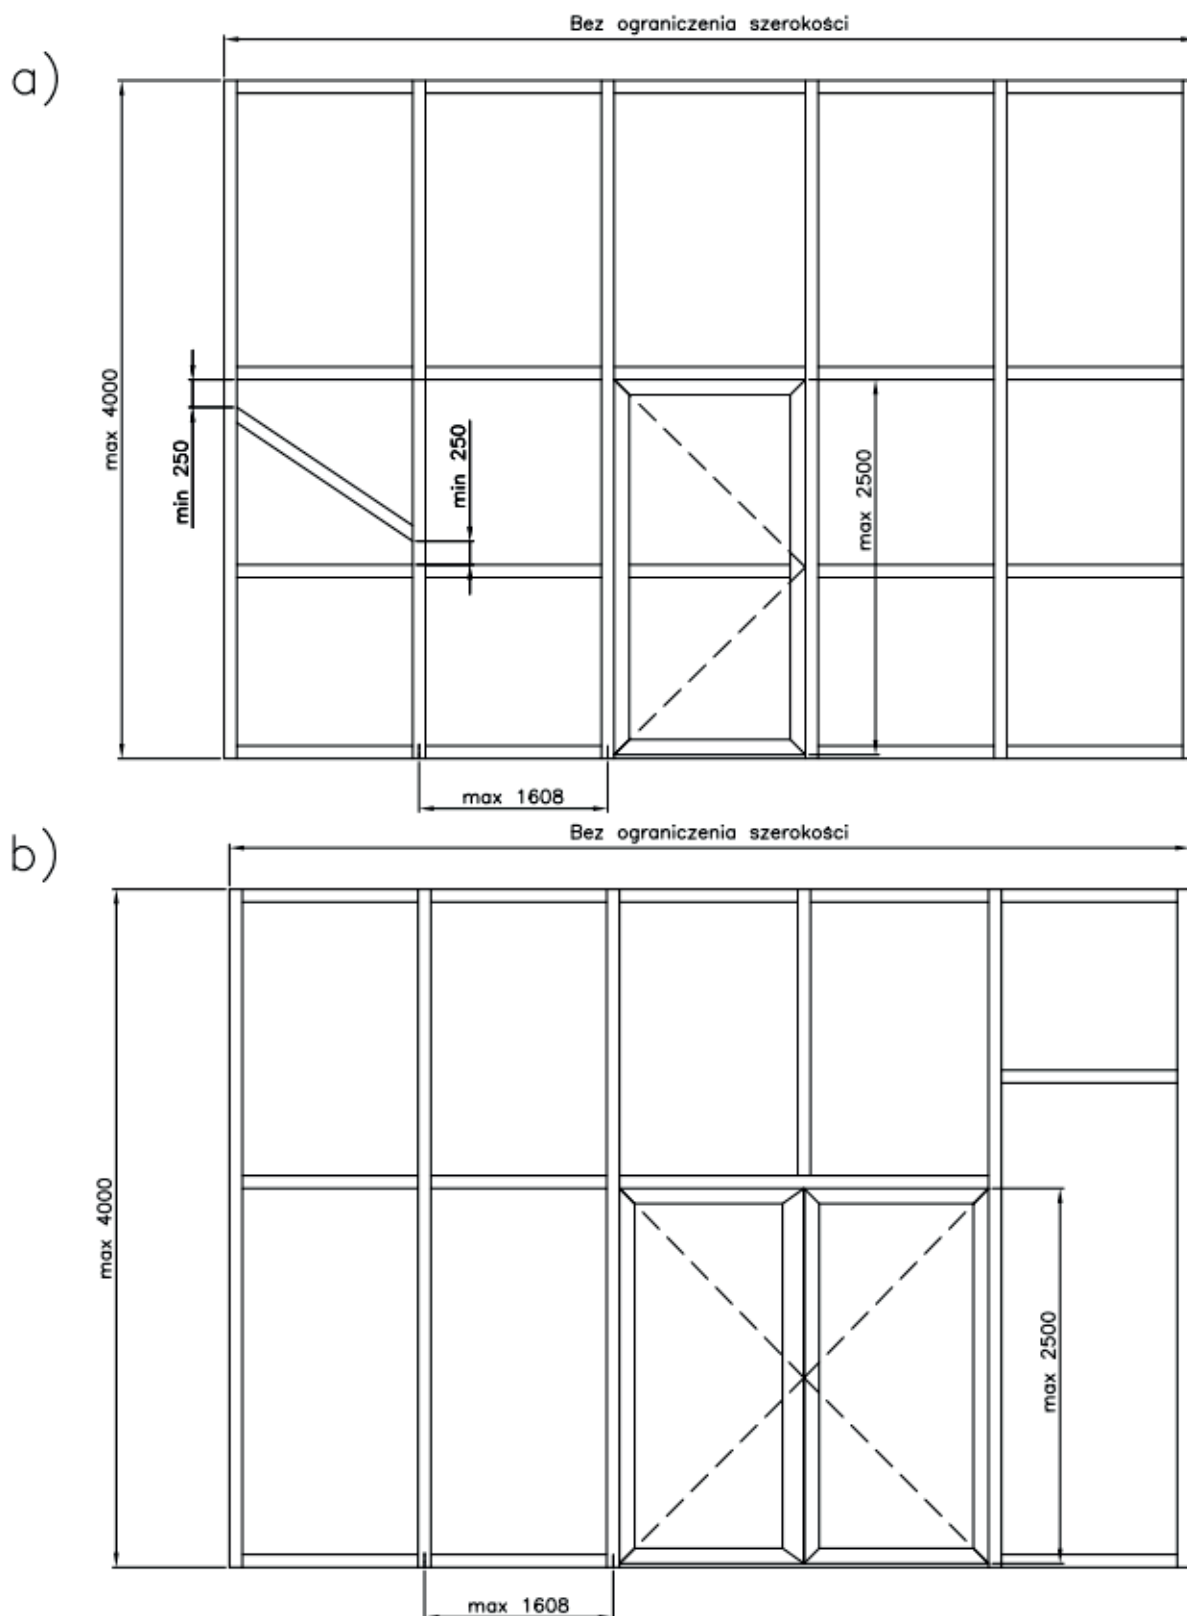 Bez ograniczenia szerokości
a)
max 4000
min 250
min 250
max 2500
max 1608
Bez ograniczenia szerokości
b)
max 4000
max 2500
max 1608